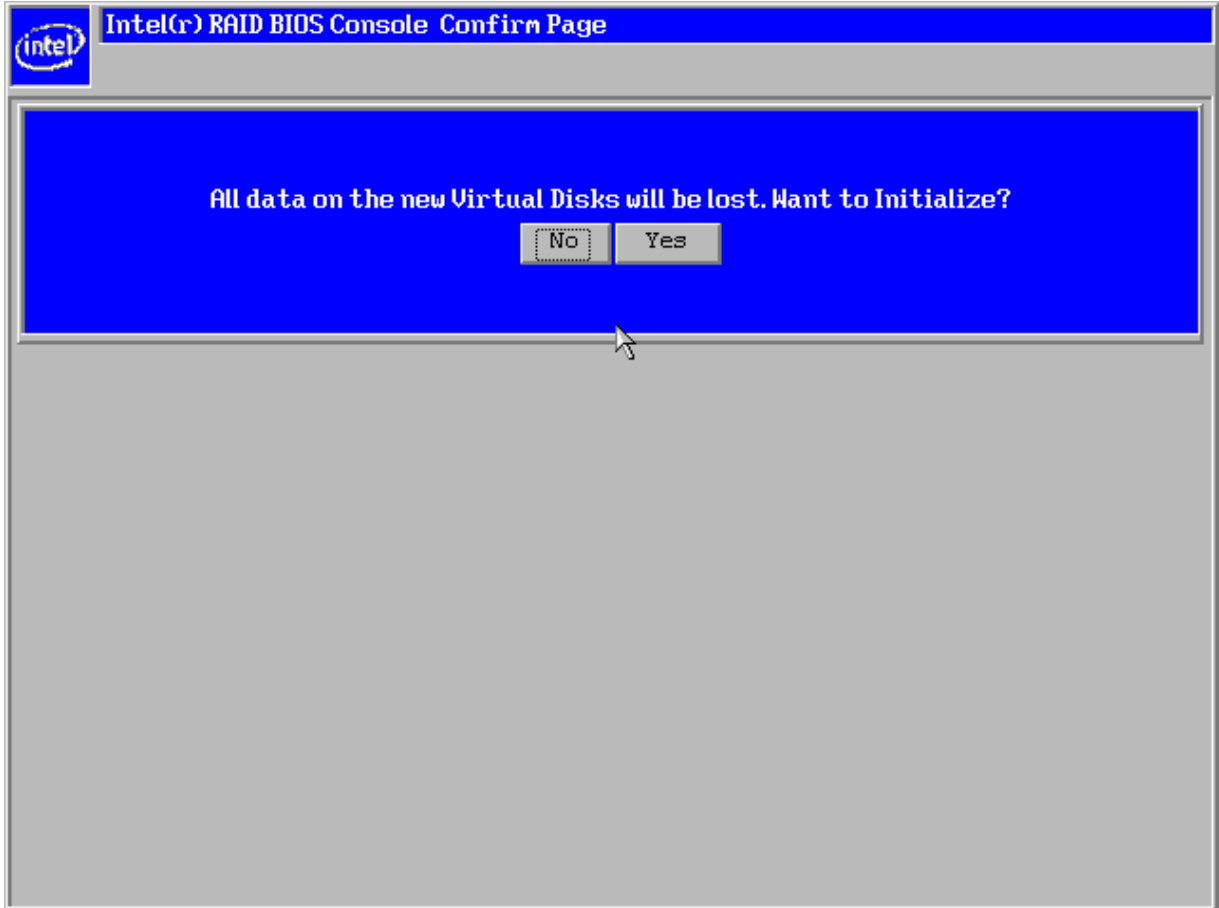 intel
Intel(r) RAID BIOS Console Confirm Page
All data on the new Virtual Disks will be lost. Want to Initialize?
No Yes